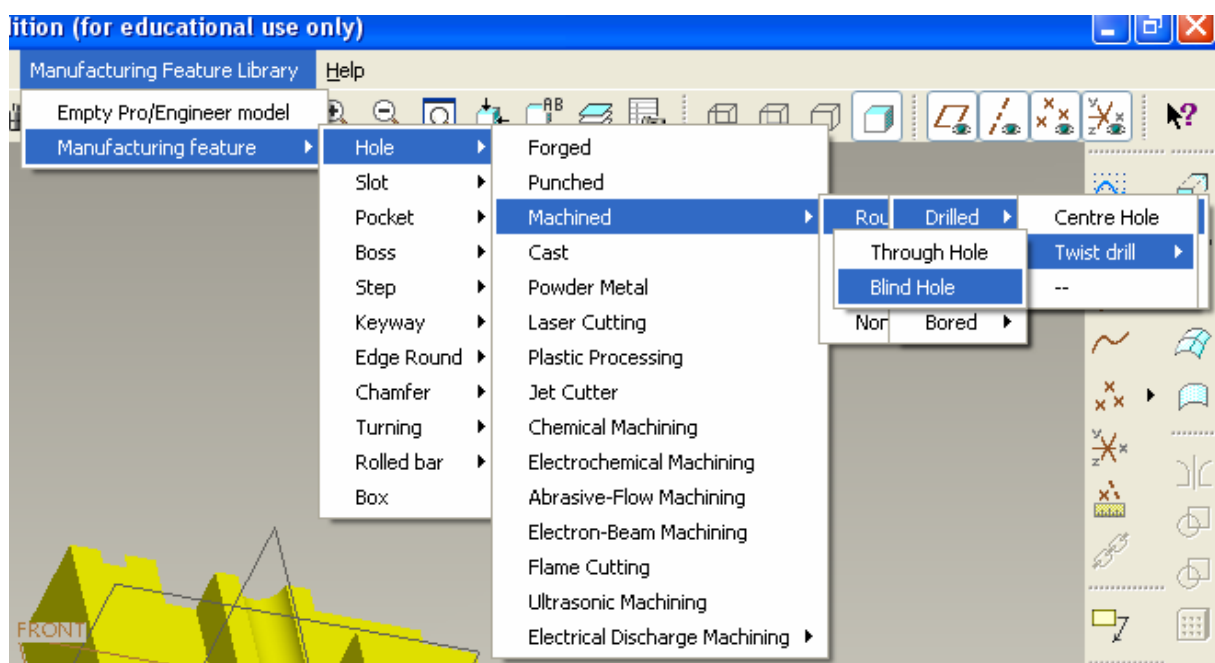 ition (for educational use only)
Manufacturing Feature Library Help
Empty Pro/Engineer model
Manufacturing feature
Hole
Slot
Pocket
Boss
Step
Keyway
Edge Round
Chamfer
Turning
Rolled bar
Box
Forged
Punched
Machined
Cast
Powder Metal
Laser Cutting
Plastic Processing
Jet Cutter
Chemical Machining
Electrochemical Machining
Abrasive-Flow Machining
Electron-Beam Machining
Flame Cutting
Ultrasonic Machining
Electrical Discharge Machining
Rou
Nor
Drilled
Bored
Centre Hole
Twist drill
--
Through Hole
Blind Hole
AB
FRONT